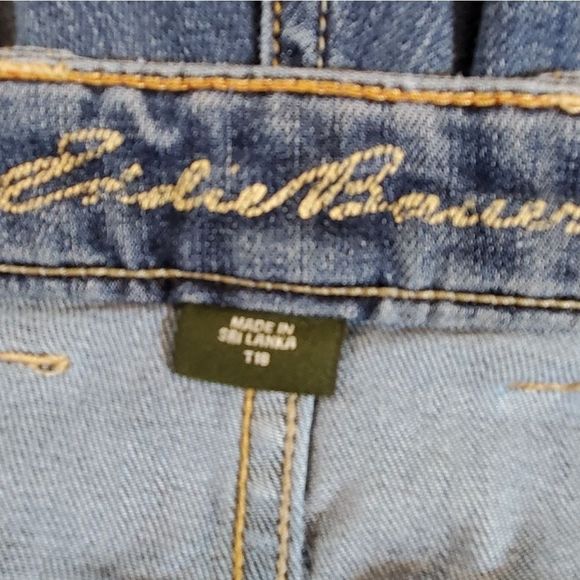 Eddie Bauer
MADE IN
SRI LANKA
T18